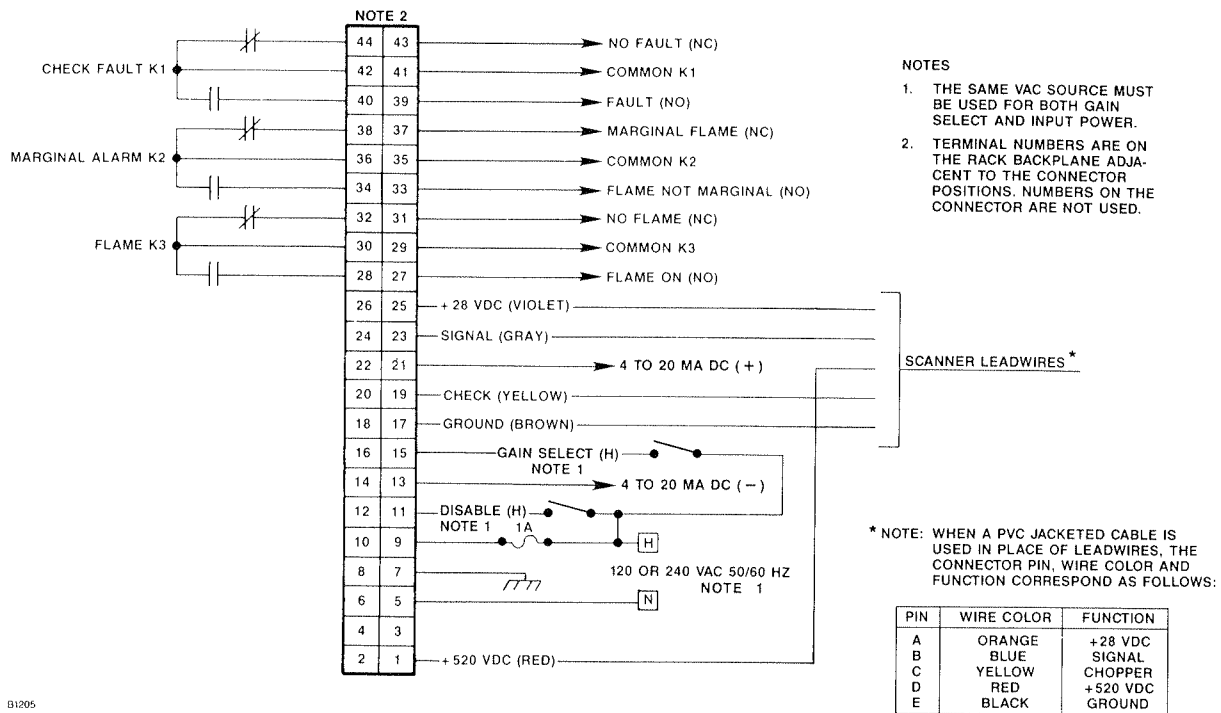 NOTE 2
44 43 NO FAULT (NC)
CHECK FAULT K1 42 41 COMMON K1
40 39 FAULT (NO)
38 37 MARGINAL FLAME (NC)
MARGINAL ALARM K2 36 35 COMMON K2
34 33 FLAME NOT MARGINAL (NO)
32 31 NO FLAME (NC)
FLAME K3 30 29 COMMON K3
28 27 FLAME ON (NO)
26 25 + 28 VDC (VIOLET)
24 23 SIGNAL (GRAY)
22 21 4 TO 20 MA DC (+)
20 19 CHECK (YELLOW)
18 17 GROUND (BROWN)
SCANNER LEADWIRES *
16 15 GAIN SELECT (H)
NOTE 1
14 13 4 TO 20 MA DC (-)
12 11 DISABLE (H)
NOTE 1 1A
10 9 H
8 7 120 OR 240 VAC 50/60 HZ
NOTE 1
6 5 N
4 3
2 1 + 520 VDC (RED)
NOTES
1. THE SAME VAC SOURCE MUST
BE USED FOR BOTH GAIN
SELECT AND INPUT POWER.
2. TERMINAL NUMBERS ARE ON
THE RACK BACKPLANE ADJA-
CENT TO THE CONNECTOR
POSITIONS. NUMBERS ON THE
CONNECTOR ARE NOT USED.
* NOTE: WHEN A PVC JACKETED CABLE IS
USED IN PLACE OF LEADWIRES, THE
CONNECTOR PIN, WIRE COLOR AND
FUNCTION CORRESPOND AS FOLLOWS:
PIN WIRE COLOR FUNCTION
A ORANGE +28 VDC
B BLUE SIGNAL
C YELLOW CHOPPER
D RED +520 VDC
E BLACK GROUND
B1205